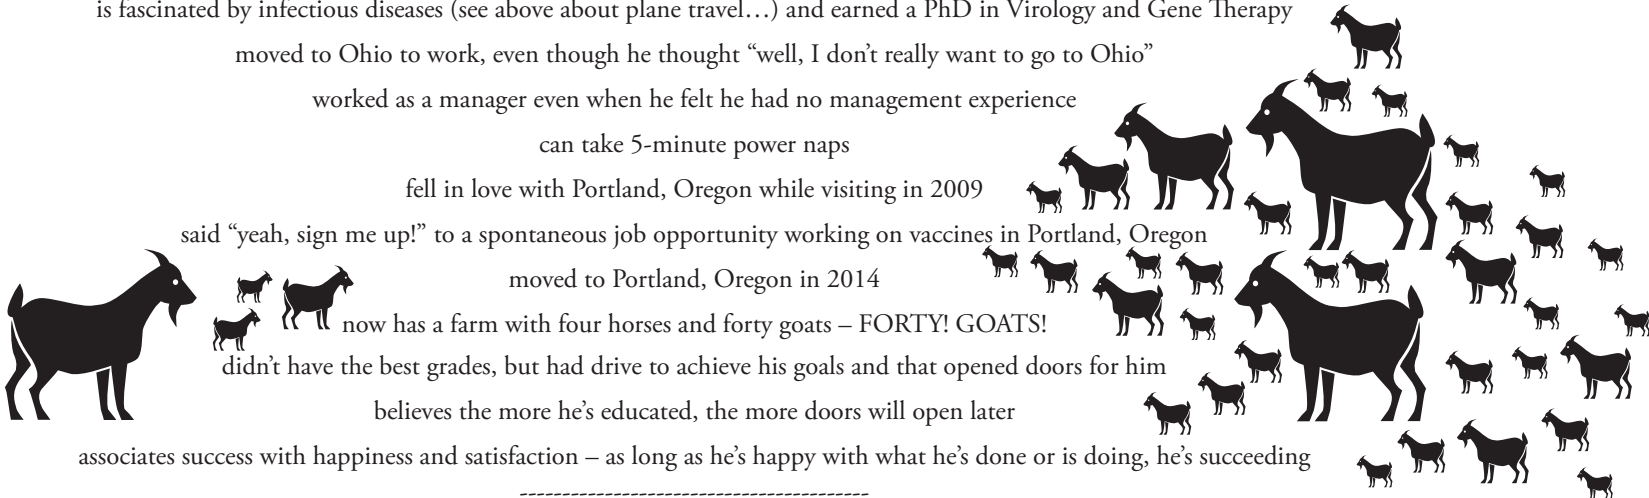 is fascinated by infectious diseases (see above about plane travel…) and earned a PhD in Virology and Gene Therapy
moved to Ohio to work, even though he thought “well, I don’t really want to go to Ohio”
worked as a manager even when he felt he had no management experience
can take 5-minute power naps
fell in love with Portland, Oregon while visiting in 2009
said “yeah, sign me up!” to a spontaneous job opportunity working on vaccines in Portland, Oregon
moved to Portland, Oregon in 2014
now has a farm with four horses and forty goats – FORTY! GOATS!
didn’t have the best grades, but had drive to achieve his goals and that opened doors for him
believes the more he’s educated, the more doors will open later
associates success with happiness and satisfaction – as long as he’s happy with what he’s done or is doing, he’s succeeding
-----------------------------------------